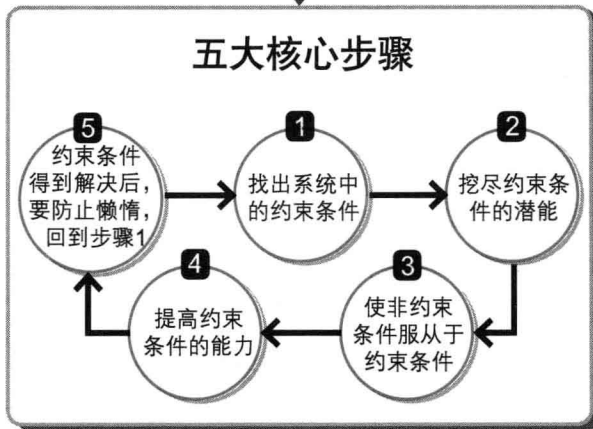 五大核心步骤
5
约束条件
得到解决后，
要防止懒惰，
回到步骤1
1
找出系统中
的约束条件
2
挖尽约束条
件的潜能
4
提高约束
条件的能力
3
使非约束
条件服从于
约束条件